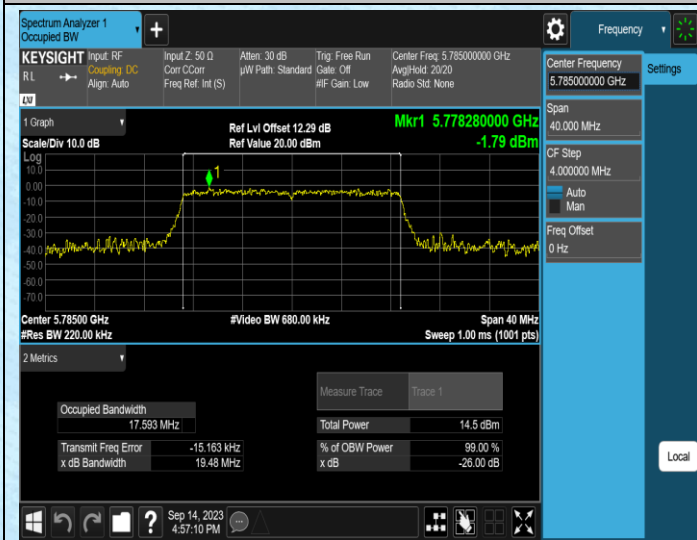 Spectrum Analyzer 1
Occupied BW
Frequency
KEYSIGHT
RL
LXI
Input: RF
Coupling: DC
Align: Auto
Input Z: 50 Ω
Corr CCorr
Freq Ref: Int (S)
Atten: 30 dB
µW Path: Standard
Trig: Free Run
Gate: Off
#IF Gain: Low
Center Freq: 5.785000000 GHz
Avg|Hold: 20/20
Radio Std: None
Center Frequency
5.785000000 GHz
Settings
Span
40.000 MHz
CF Step
4.000000 MHz
Auto
Man
Freq Offset
0 Hz
1 Graph
Scale/Div 10.0 dB
Ref Lvl Offset 12.29 dB
Ref Value 20.00 dBm
Mkr1 5.778280000 GHz
-1.79 dBm
Log
10.0
0.00
-10.0
-20.0
-30.0
-40.0
-50.0
-60.0
-70.0
1
Center 5.78500 GHz
#Res BW 220.00 kHz
#Video BW 680.00 kHz
Span 40 MHz
Sweep 1.00 ms (1001 pts)
2 Metrics
Measure Trace
Trace 1
Occupied Bandwidth
17.593 MHz
Total Power
14.5 dBm
Transmit Freq Error
-15.163 kHz
% of OBW Power
99.00 %
x dB Bandwidth
19.48 MHz
x dB
-26.00 dB
Local
?
Sep 14, 2023
4:57:10 PM